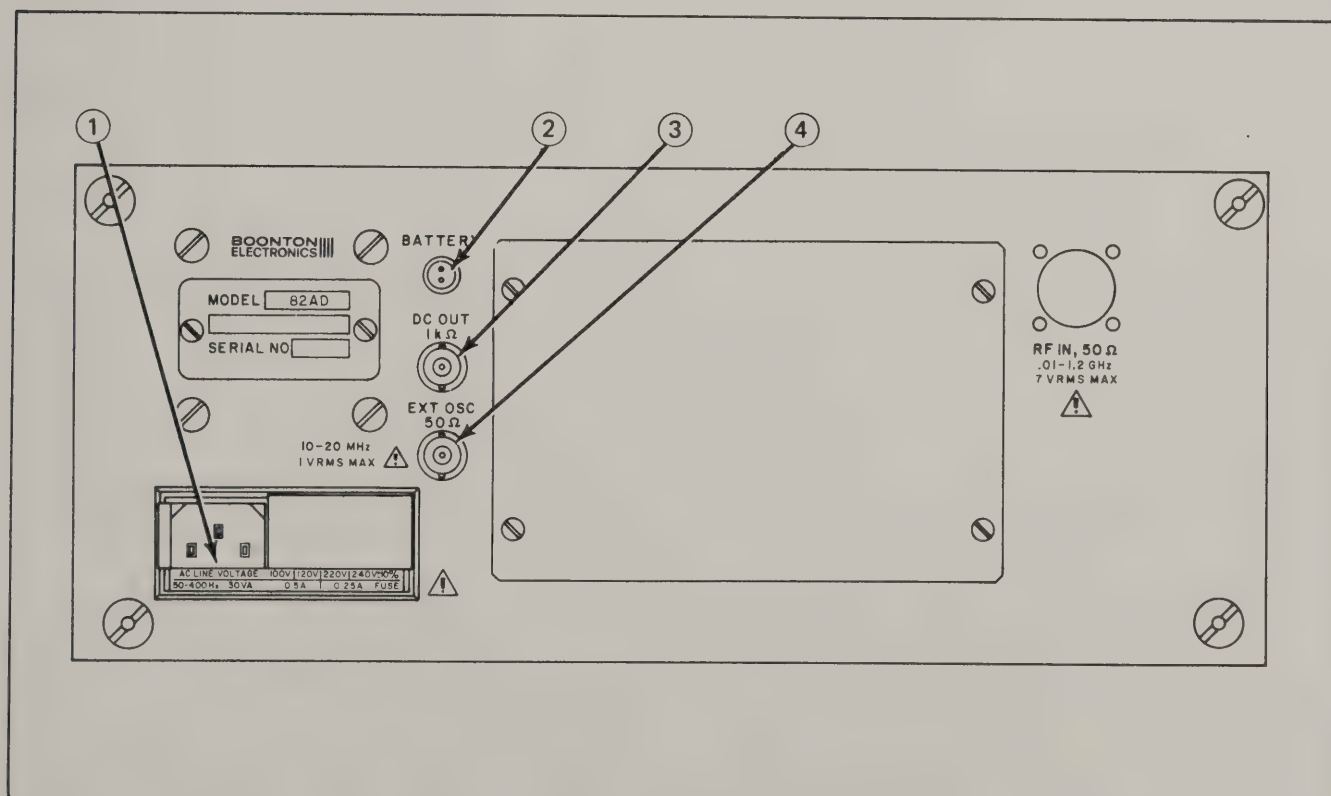 1
2
3
4
BOONTON
ELECTRONICS
BATTERY
MODEL 82AD
SERIAL NO
DC OUT
1kΩ
EXT OSC
50Ω
10-20 MHz
1 VRMS MAX
RF IN, 50Ω
.01-1.2 GHz
7 VRMS MAX
AC LINE VOLTAGE 100V 120V 220V 240V ±10%
50-400Hz 30VA 0.5A 0.25A FUSE